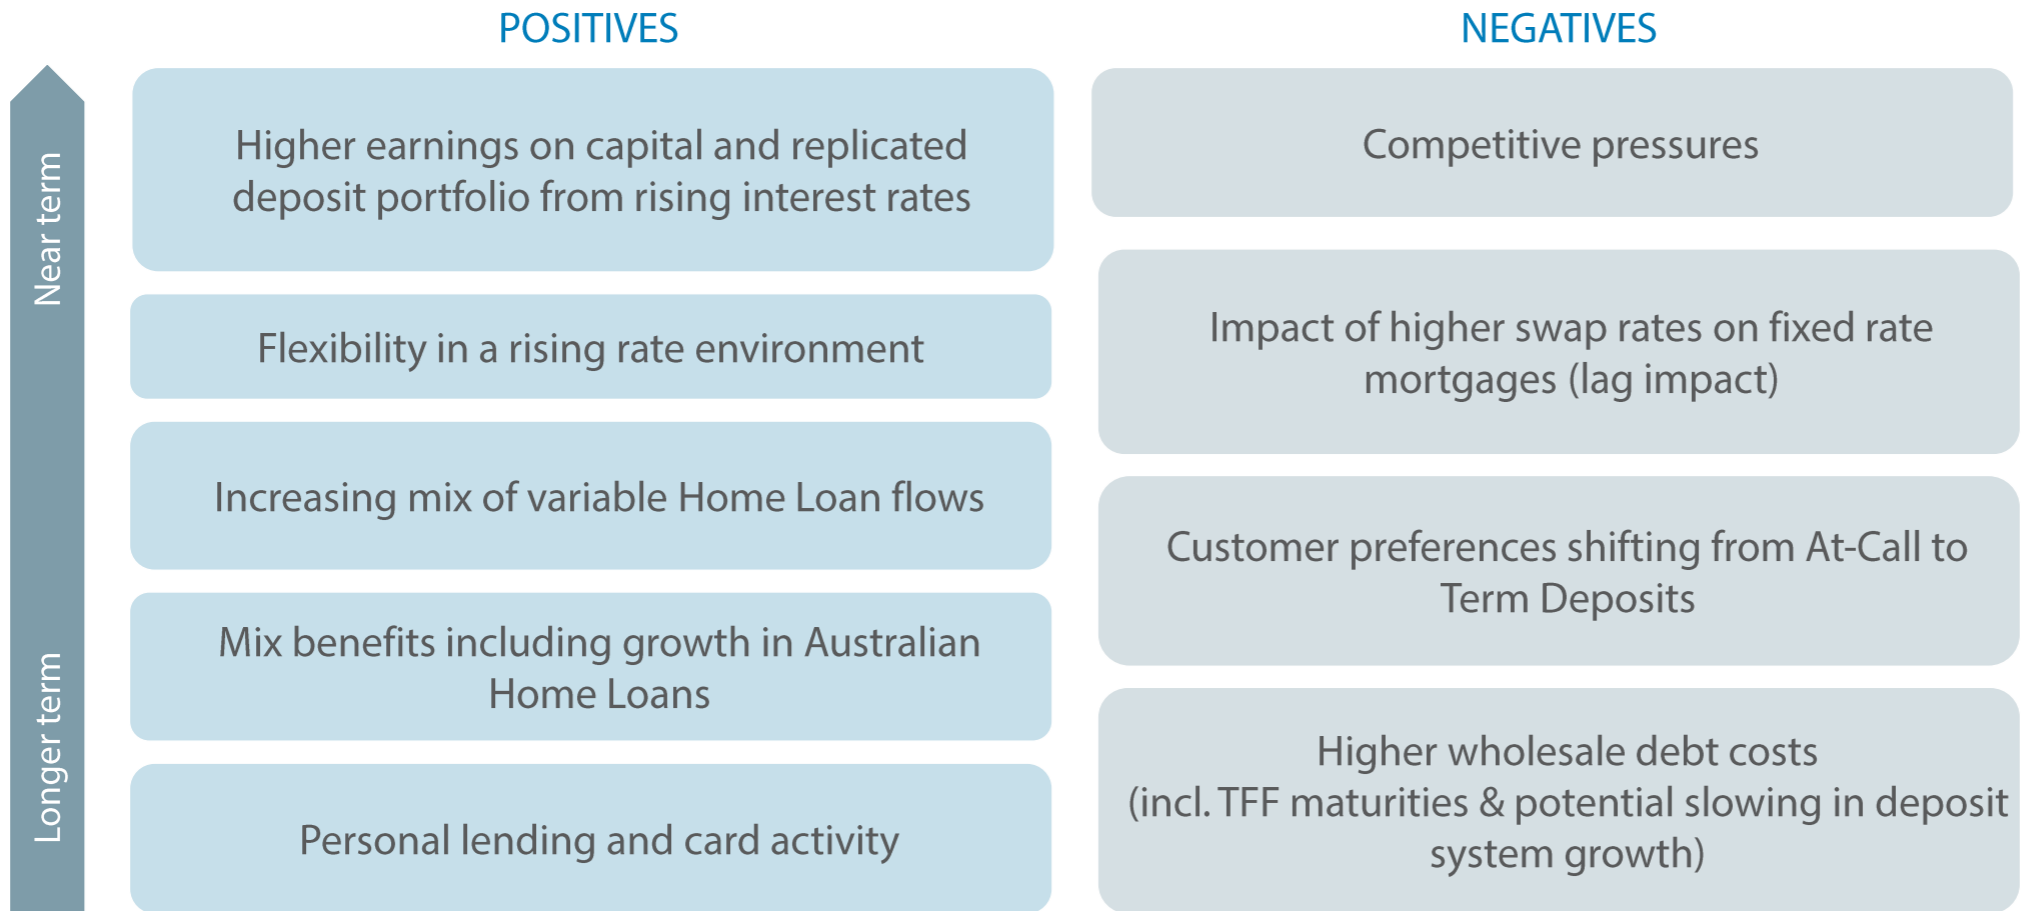 POSITIVES
NEGATIVES
Near term
Longer term
Higher earnings on capital and replicated
deposit portfolio from rising interest rates
Flexibility in a rising rate environment
Increasing mix of variable Home Loan flows
Mix benefits including growth in Australian
Home Loans
Personal lending and card activity
Competitive pressures
Impact of higher swap rates on fixed rate
mortgages (lag impact)
Customer preferences shifting from At-Call to
Term Deposits
Higher wholesale debt costs
(incl. TFF maturities & potential slowing in deposit
system growth)